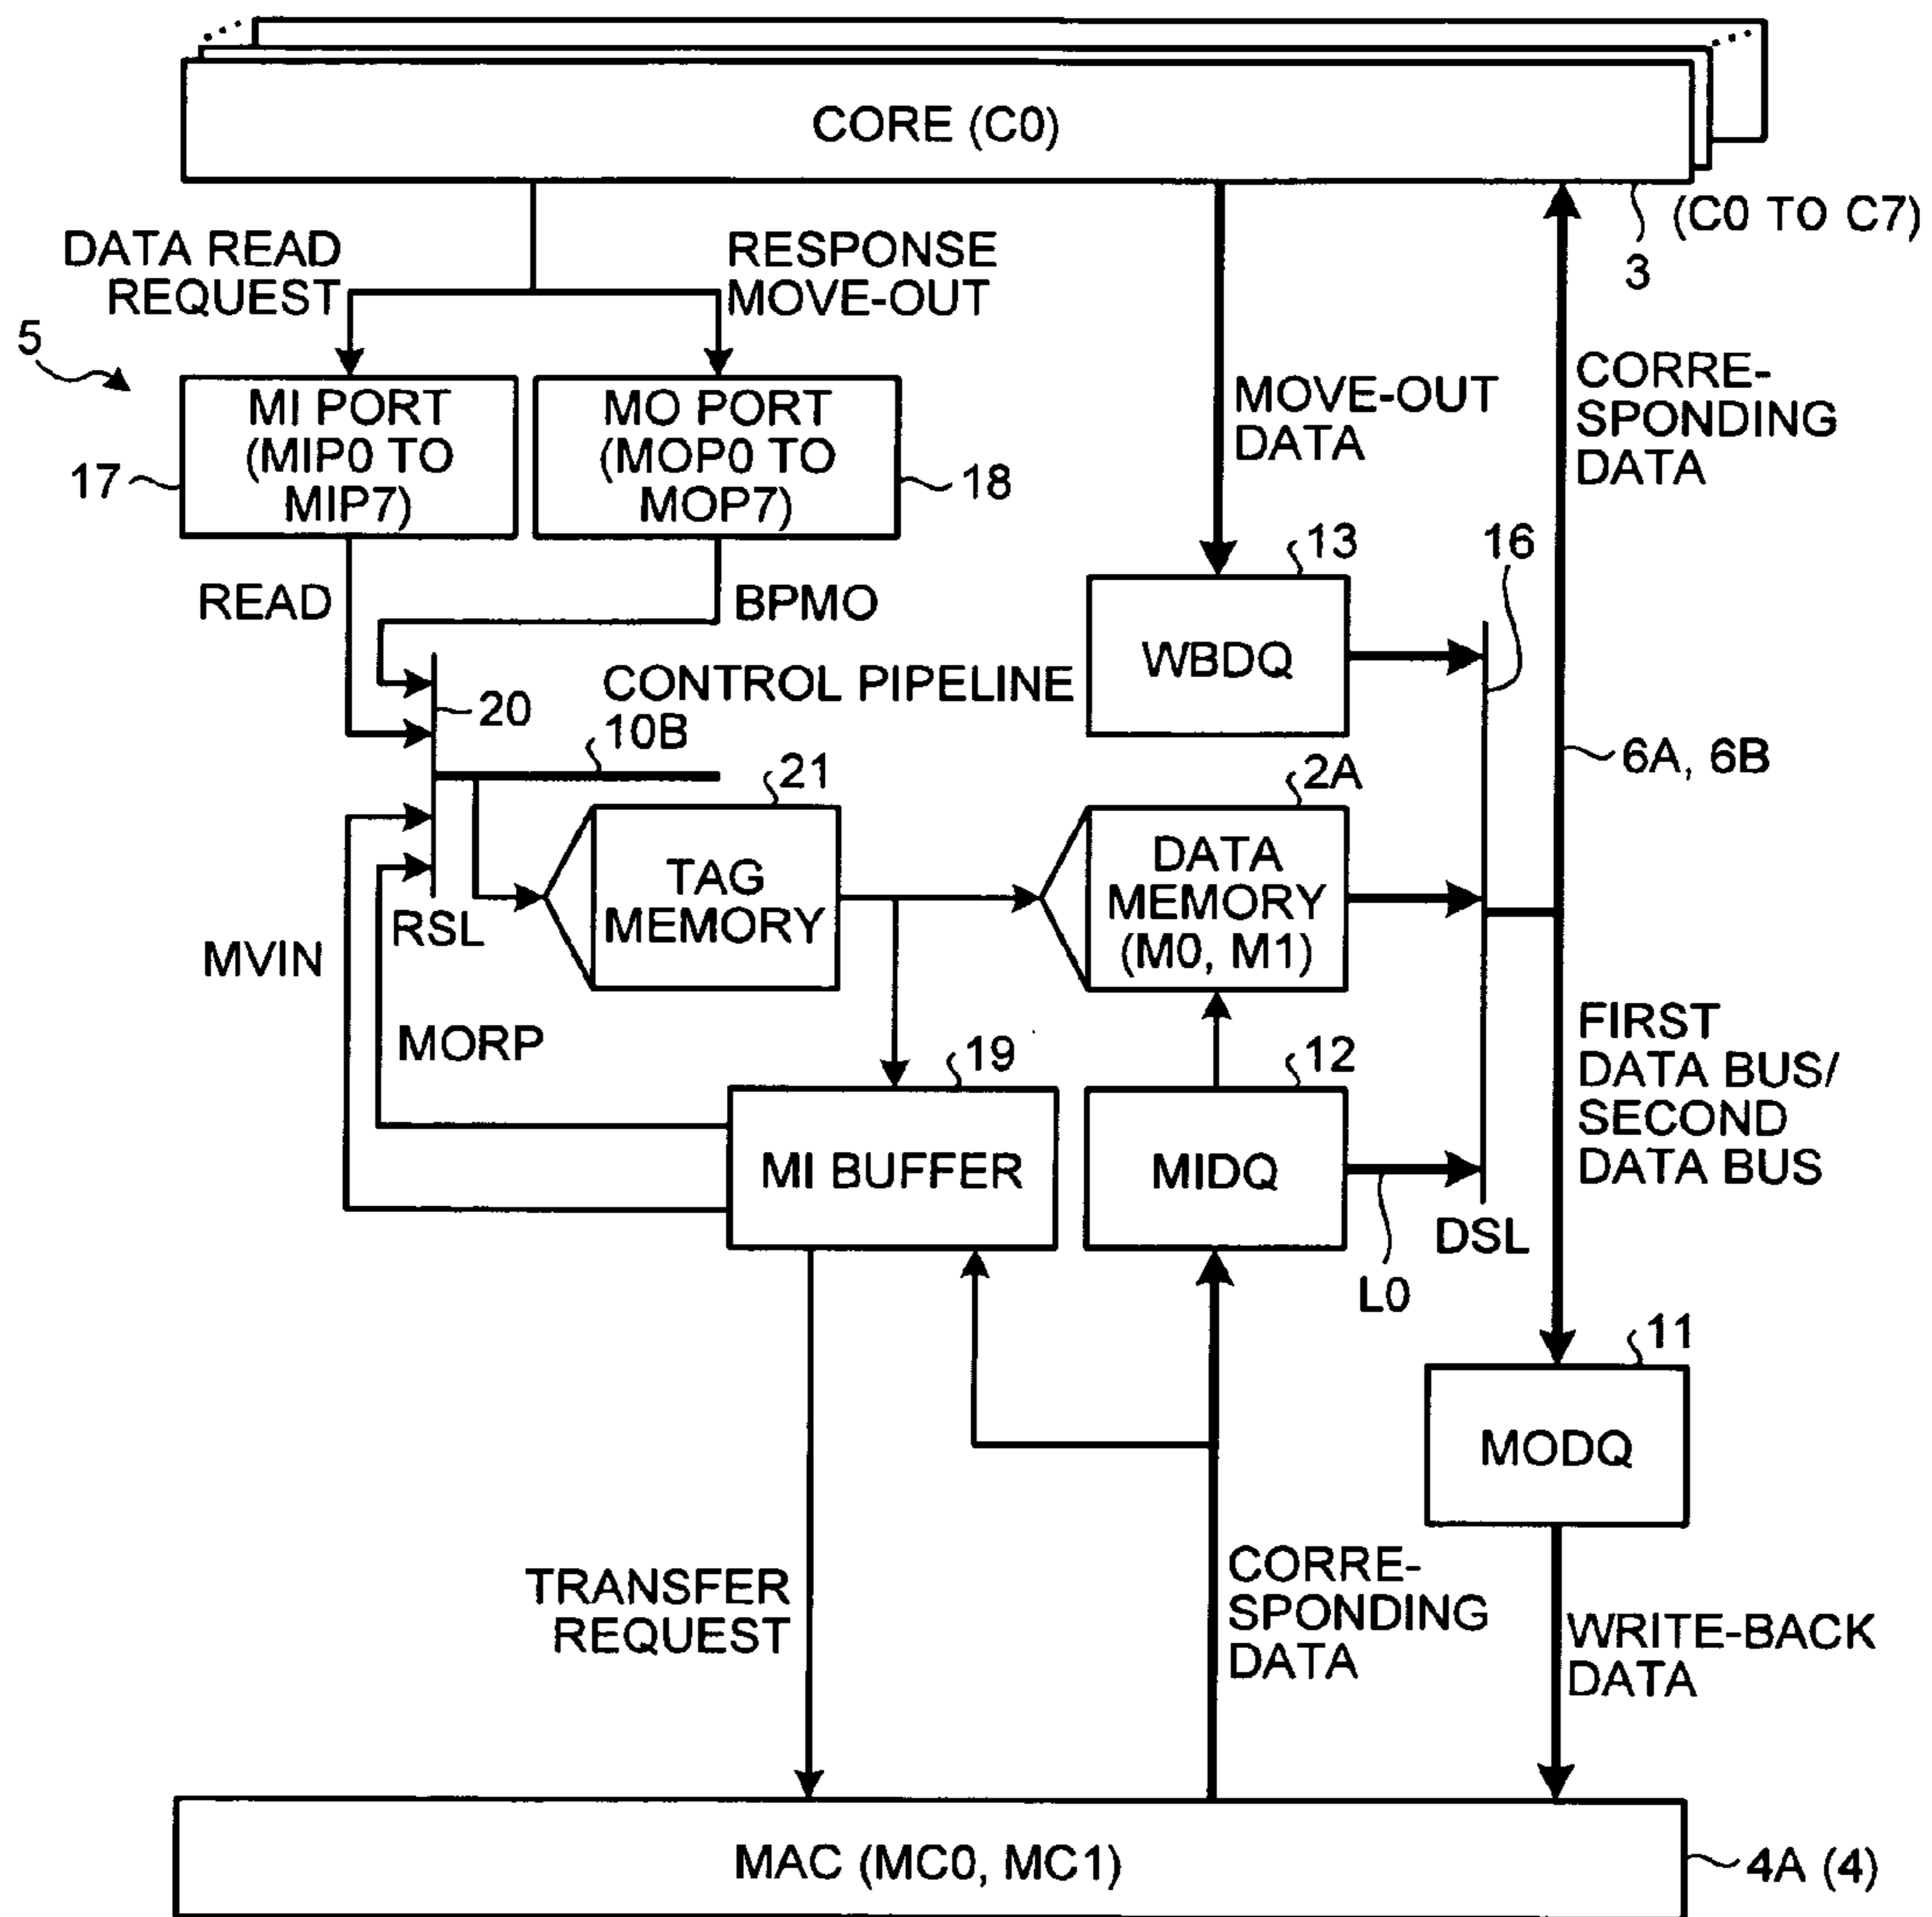 CORE (C0)
(C0 TO C7)
3
DATA READ
REQUEST
RESPONSE
MOVE-OUT
5
MI PORT
(MIP0 TO
MIP7)
17
MO PORT
(MOP0 TO
MOP7)
18
MOVE-OUT
DATA
CORRE-
SPONDING
DATA
READ
BPMO
13
WBDQ
16
20
CONTROL PIPELINE
10B
6A, 6B
21
TAG
MEMORY
2A
DATA
MEMORY
(M0, M1)
RSL
MVIN
MORP
19
MI BUFFER
12
MIDQ
FIRST
DATA BUS/
SECOND
DATA BUS
DSL
L0
11
MODQ
TRANSFER
REQUEST
CORRE-
SPONDING
DATA
WRITE-BACK
DATA
MAC (MC0, MC1)
4A (4)